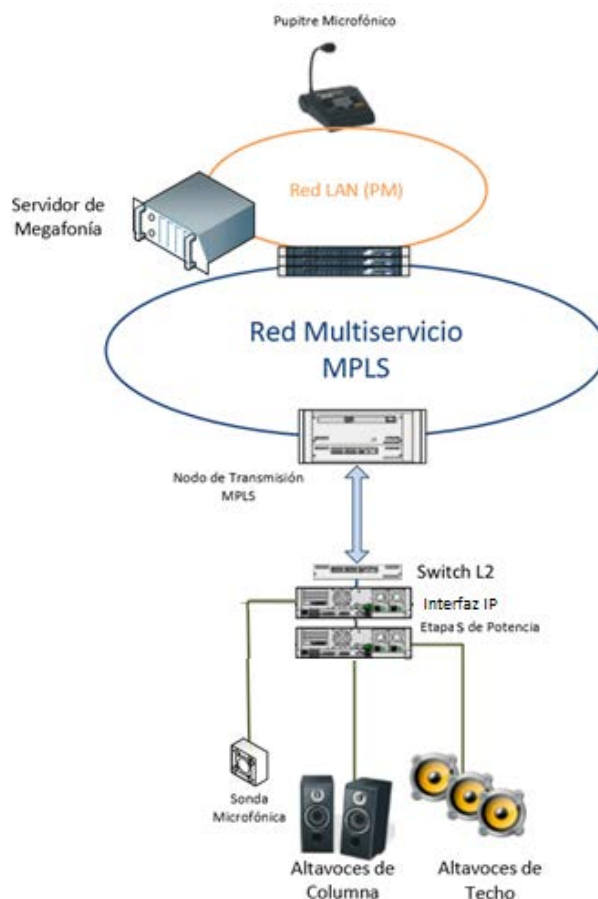 Pupitre Microfónico
Red LAN (PM)
Servidor de
Megafonía
Red Multiservicio
MPLS
Nodo de Transmisión
MPLS
Switch L2
Interfaz IP
Etapas de Potencia
Sonda
Microfónica
Altavoces de
Columna
Altavoces de
Techo